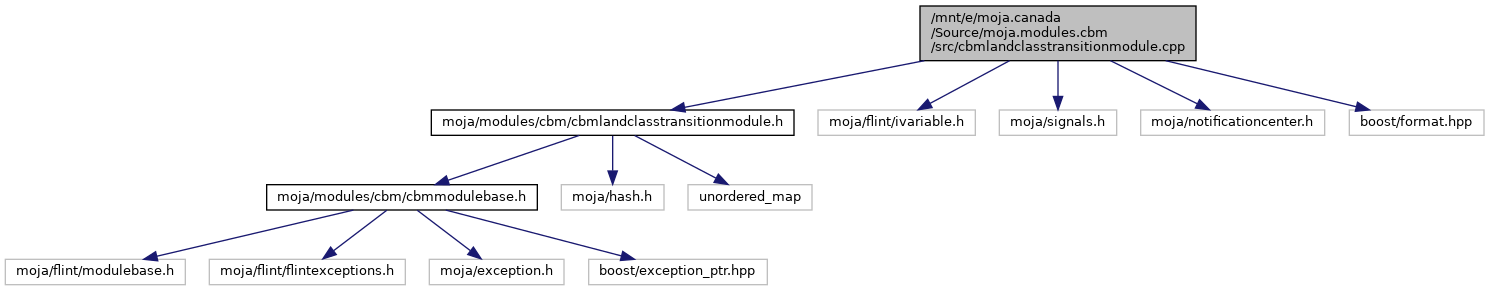 /mnt/e/moja.canada
/Source/moja.modules.cbm
/src/cbmlandclasstransitionmodule.cpp
moja/modules/cbm/cbmlandclasstransitionmodule.h
moja/flint/ivariable.h
moja/signals.h
moja/notificationcenter.h
boost/format.hpp
moja/modules/cbm/cbmmodulebase.h
moja/hash.h
unordered_map
moja/flint/modulebase.h
moja/flint/flintexceptions.h
moja/exception.h
boost/exception_ptr.hpp